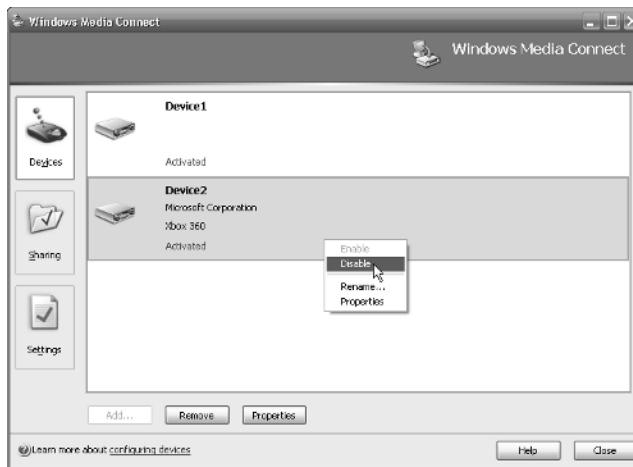 Windows Media Connect
Windows Media Connect
Devices
Sharing
Settings
Device1
Activated
Device2
Microsoft Corporation
Xbox 360
Activated
Enable
Disable
Rename...
Properties
Add...
Remove
Properties
Learn more about configuring devices
Help
Close